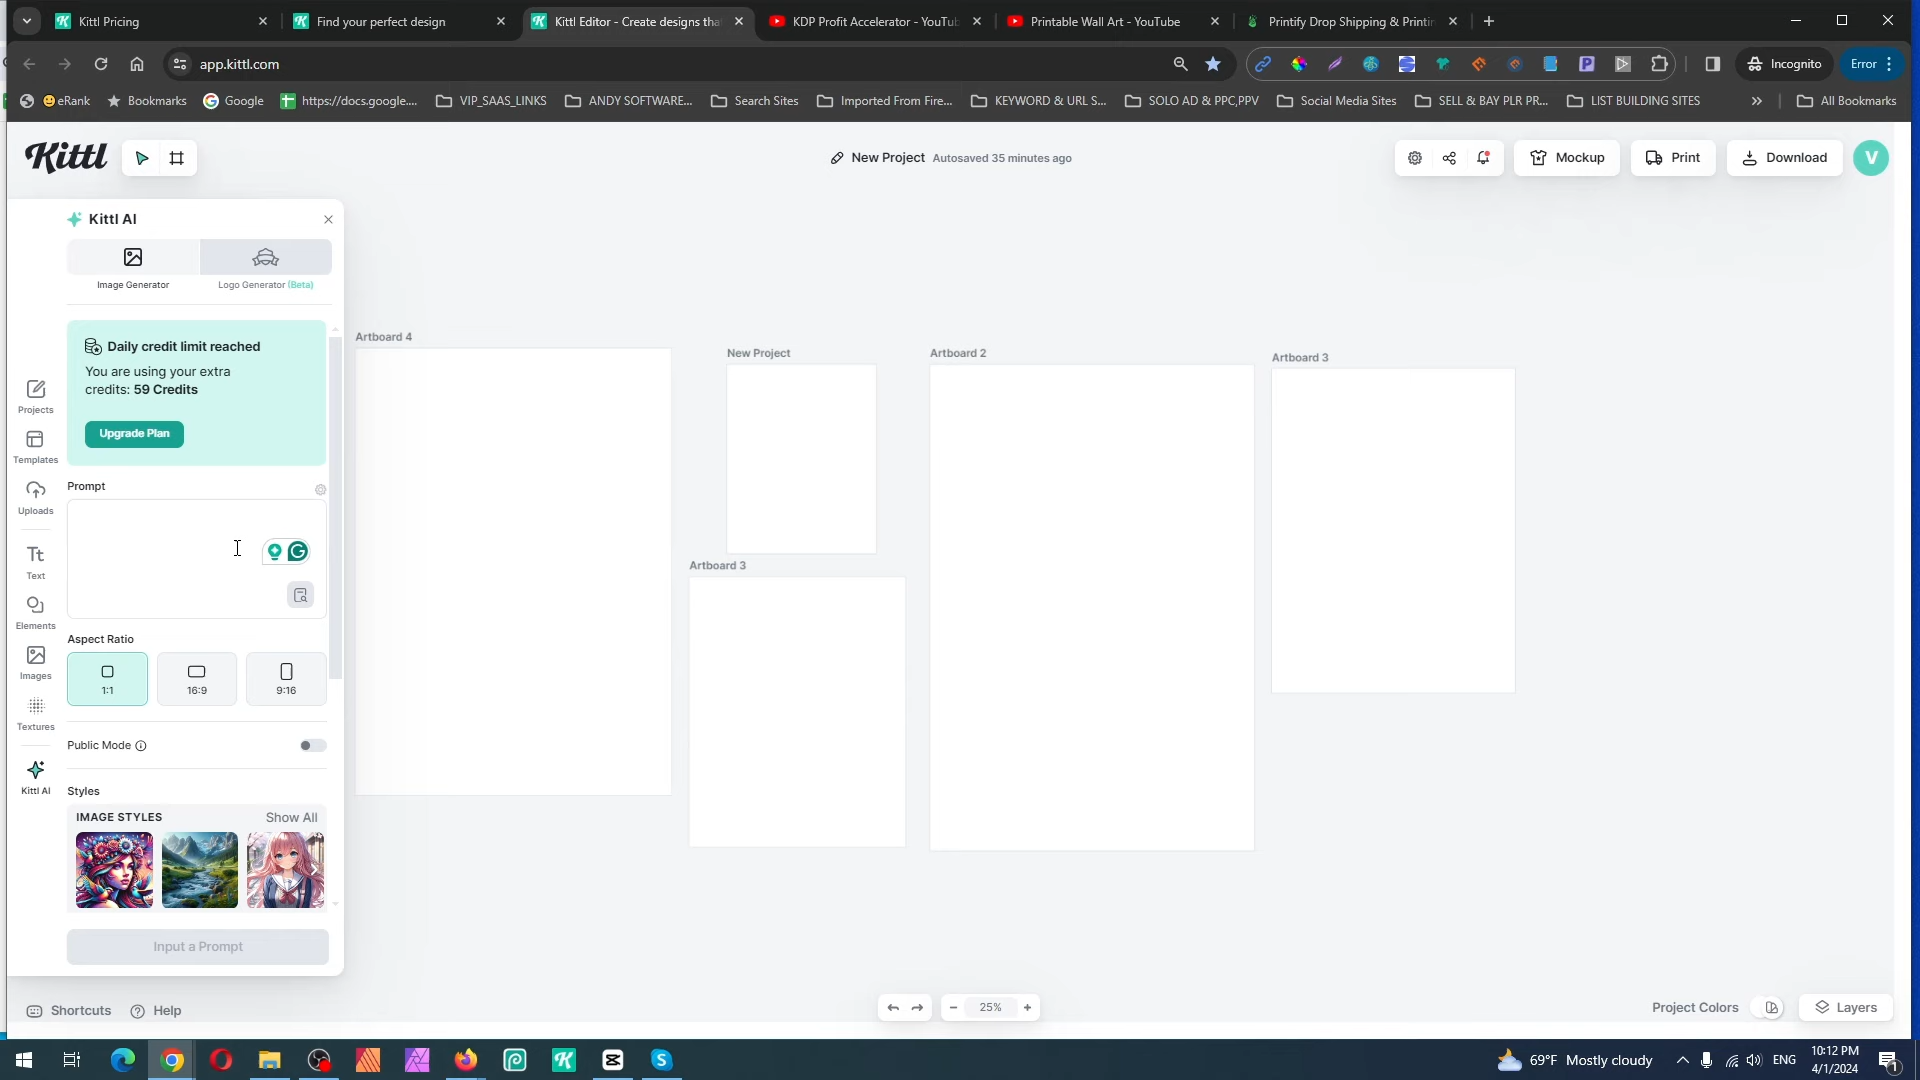 Kittl Pricing
Find your perfect design
Kittl Editor - Create designs tha
KDP Profit Accelerator - YouTub
Printable Wall Art - YouTube
Printify Drop Shipping & Printi
app.kittl.com
Incognito
Error
eRank
Bookmarks
Google
https://docs.google....
VIP_SAAS_LINKS
ANDY SOFTWARE...
Search Sites
Imported From Fire...
KEYWORD & URL S...
SOLO AD & PPC,PPV
Social Media Sites
SELL & BAY PLR PR...
LIST BUILDING SITES
All Bookmarks
Kittl
New Project Autosaved 35 minutes ago
Mockup
Print
Download
V
Kittl AI
Image Generator
Logo Generator (Beta)
Daily credit limit reached
You are using your extra
credits: 59 Credits
Upgrade Plan
Prompt
Aspect Ratio
1:1
16:9
9:16
Public Mode
Styles
IMAGE STYLES
Show All
Input a Prompt
Projects
Templates
Uploads
Tt
Text
Elements
Images
Textures
Kittl AI
Artboard 4
New Project
Artboard 2
Artboard 3
Artboard 3
Shortcuts
Help
25%
Project Colors
Layers
69°F Mostly cloudy
ENG
10:12 PM
4/1/2024
1